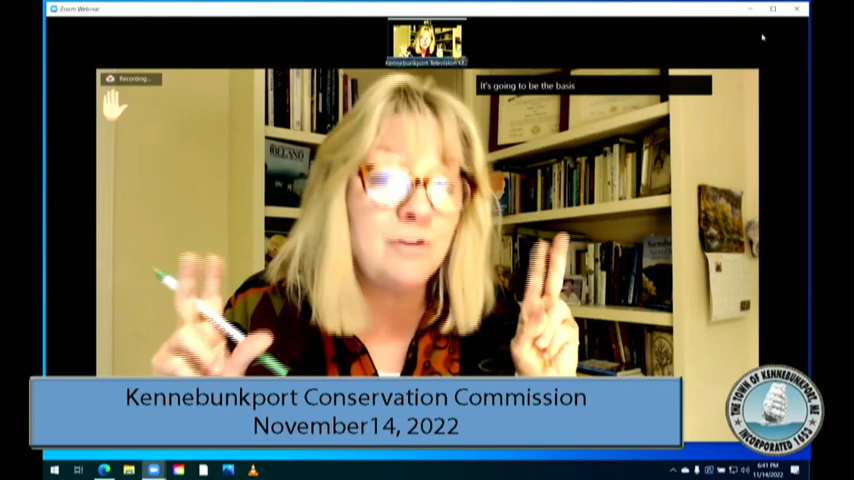 Zoom Webinar
Kennebunkport Television
Recording...
It's going to be the basis
IRELAND
Kennebunkport Conservation Commission
November14, 2022
THE TOWN OF KENNEBUNKPORT, ME
INCORPORATED 1653
6:41 PM
11/14/2022